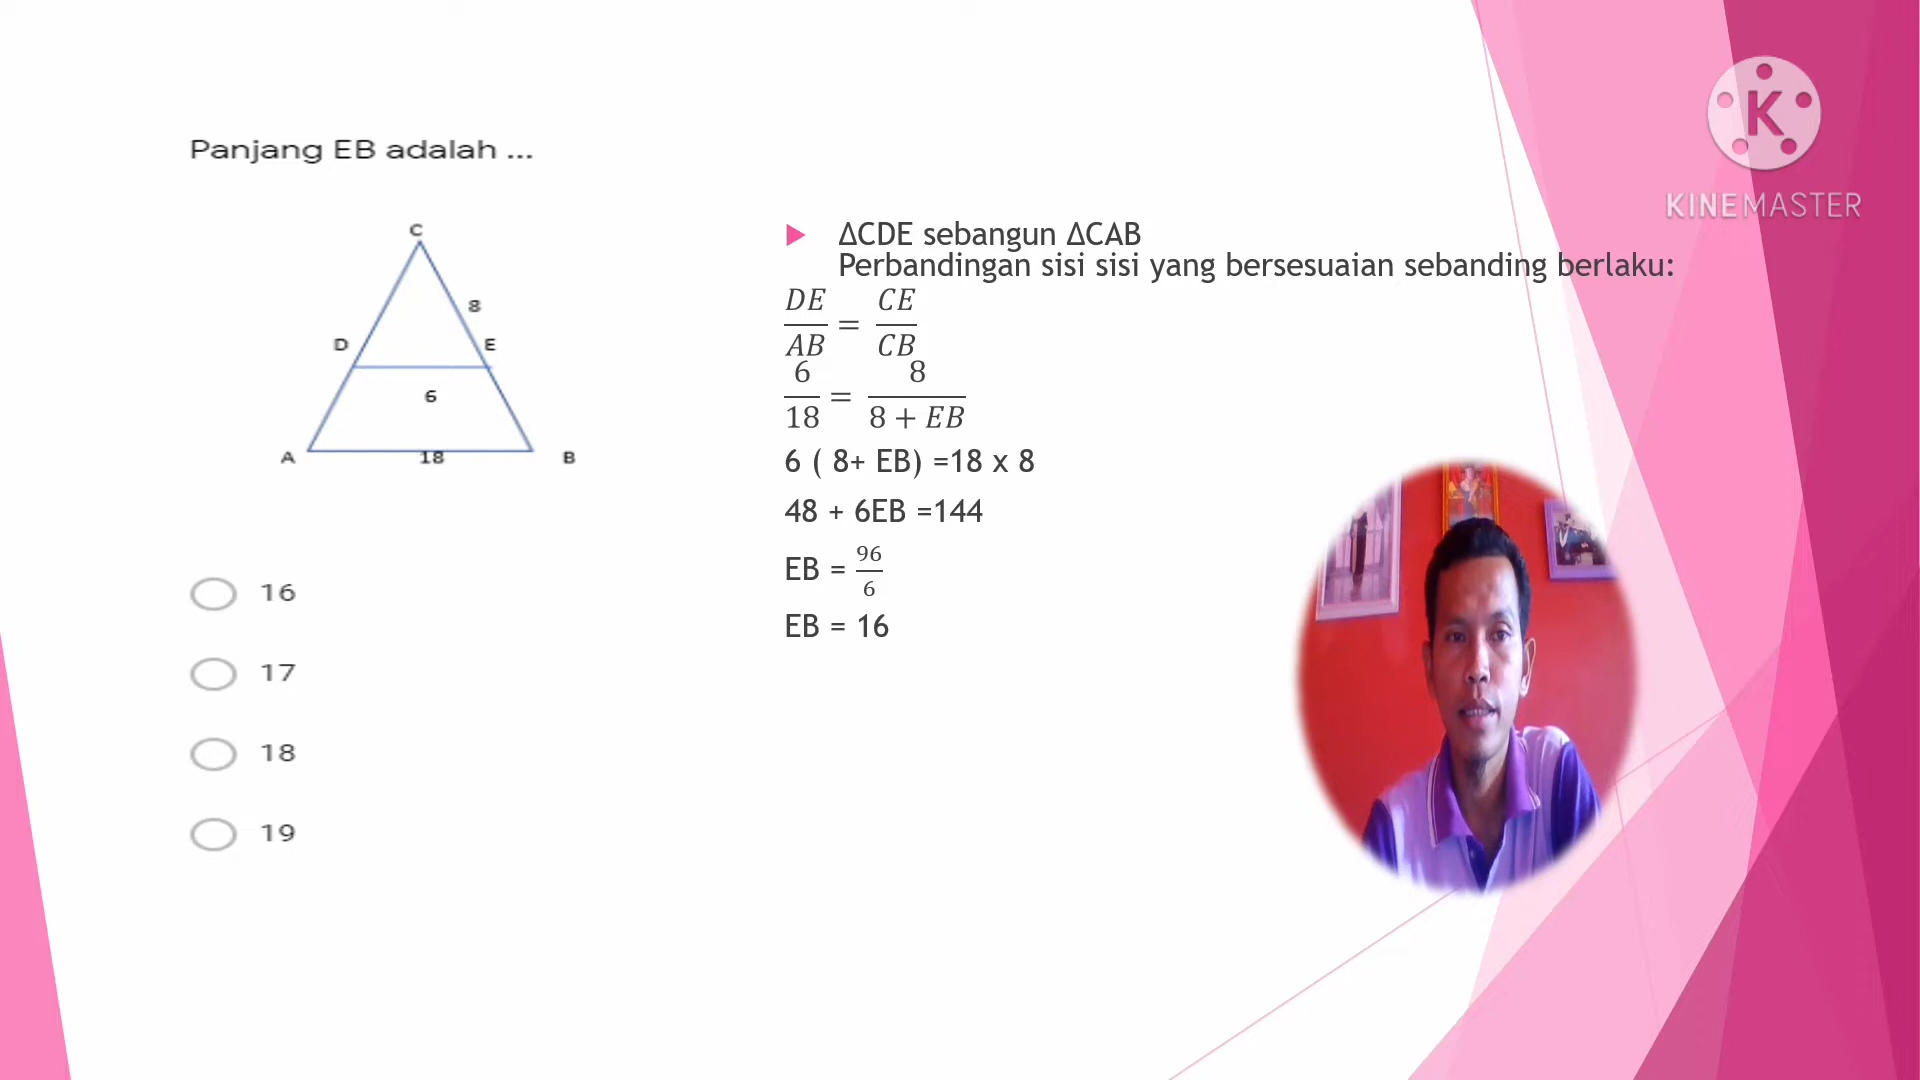 Panjang EB adalah ...
C
8
D
E
6
A
18
B
16
17
18
19
ΔCDE sebangun ΔCAB
Perbandingan sisi sisi yang bersesuaian sebanding berlaku:
DE/AB = CE/CB
6/18 = 8/(8 + EB)
6 ( 8+ EB) =18 x 8
48 + 6EB =144
EB = 96/6
EB = 16
K
KINEMASTER